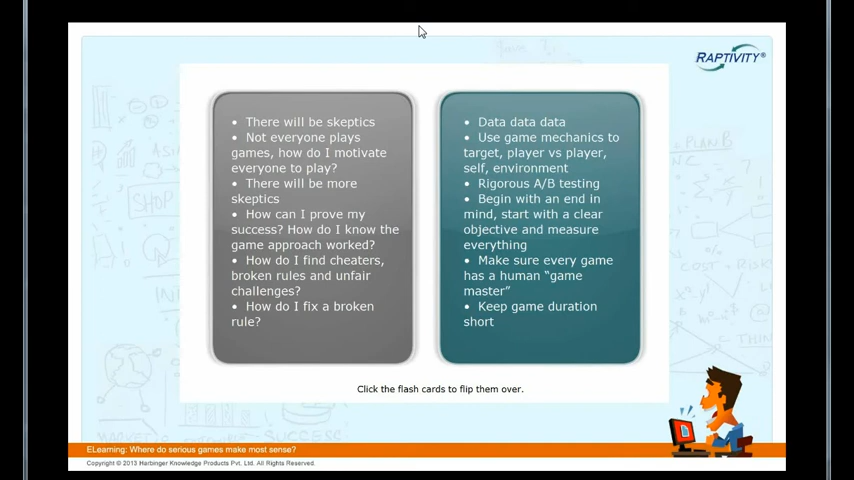 RAPTIVITY®
• There will be skeptics
• Not everyone plays
games, how do I motivate
everyone to play?
• There will be more
skeptics
• How can I prove my
success? How do I know the
game approach worked?
• How do I find cheaters,
broken rules and unfair
challenges?
• How do I fix a broken
rule?
• Data data data
• Use game mechanics to
target, player vs player,
self, environment
• Rigorous A/B testing
• Begin with an end in
mind, start with a clear
objective and measure
everything
• Make sure every game
has a human “game
master”
• Keep game duration
short
Click the flash cards to flip them over.
SHOP
PLAN B
COST + RISK
SUCCESS
ELearning: Where do serious games make most sense?
Copyright © 2013 Harbinger Knowledge Products Pvt. Ltd. All Rights Reserved.